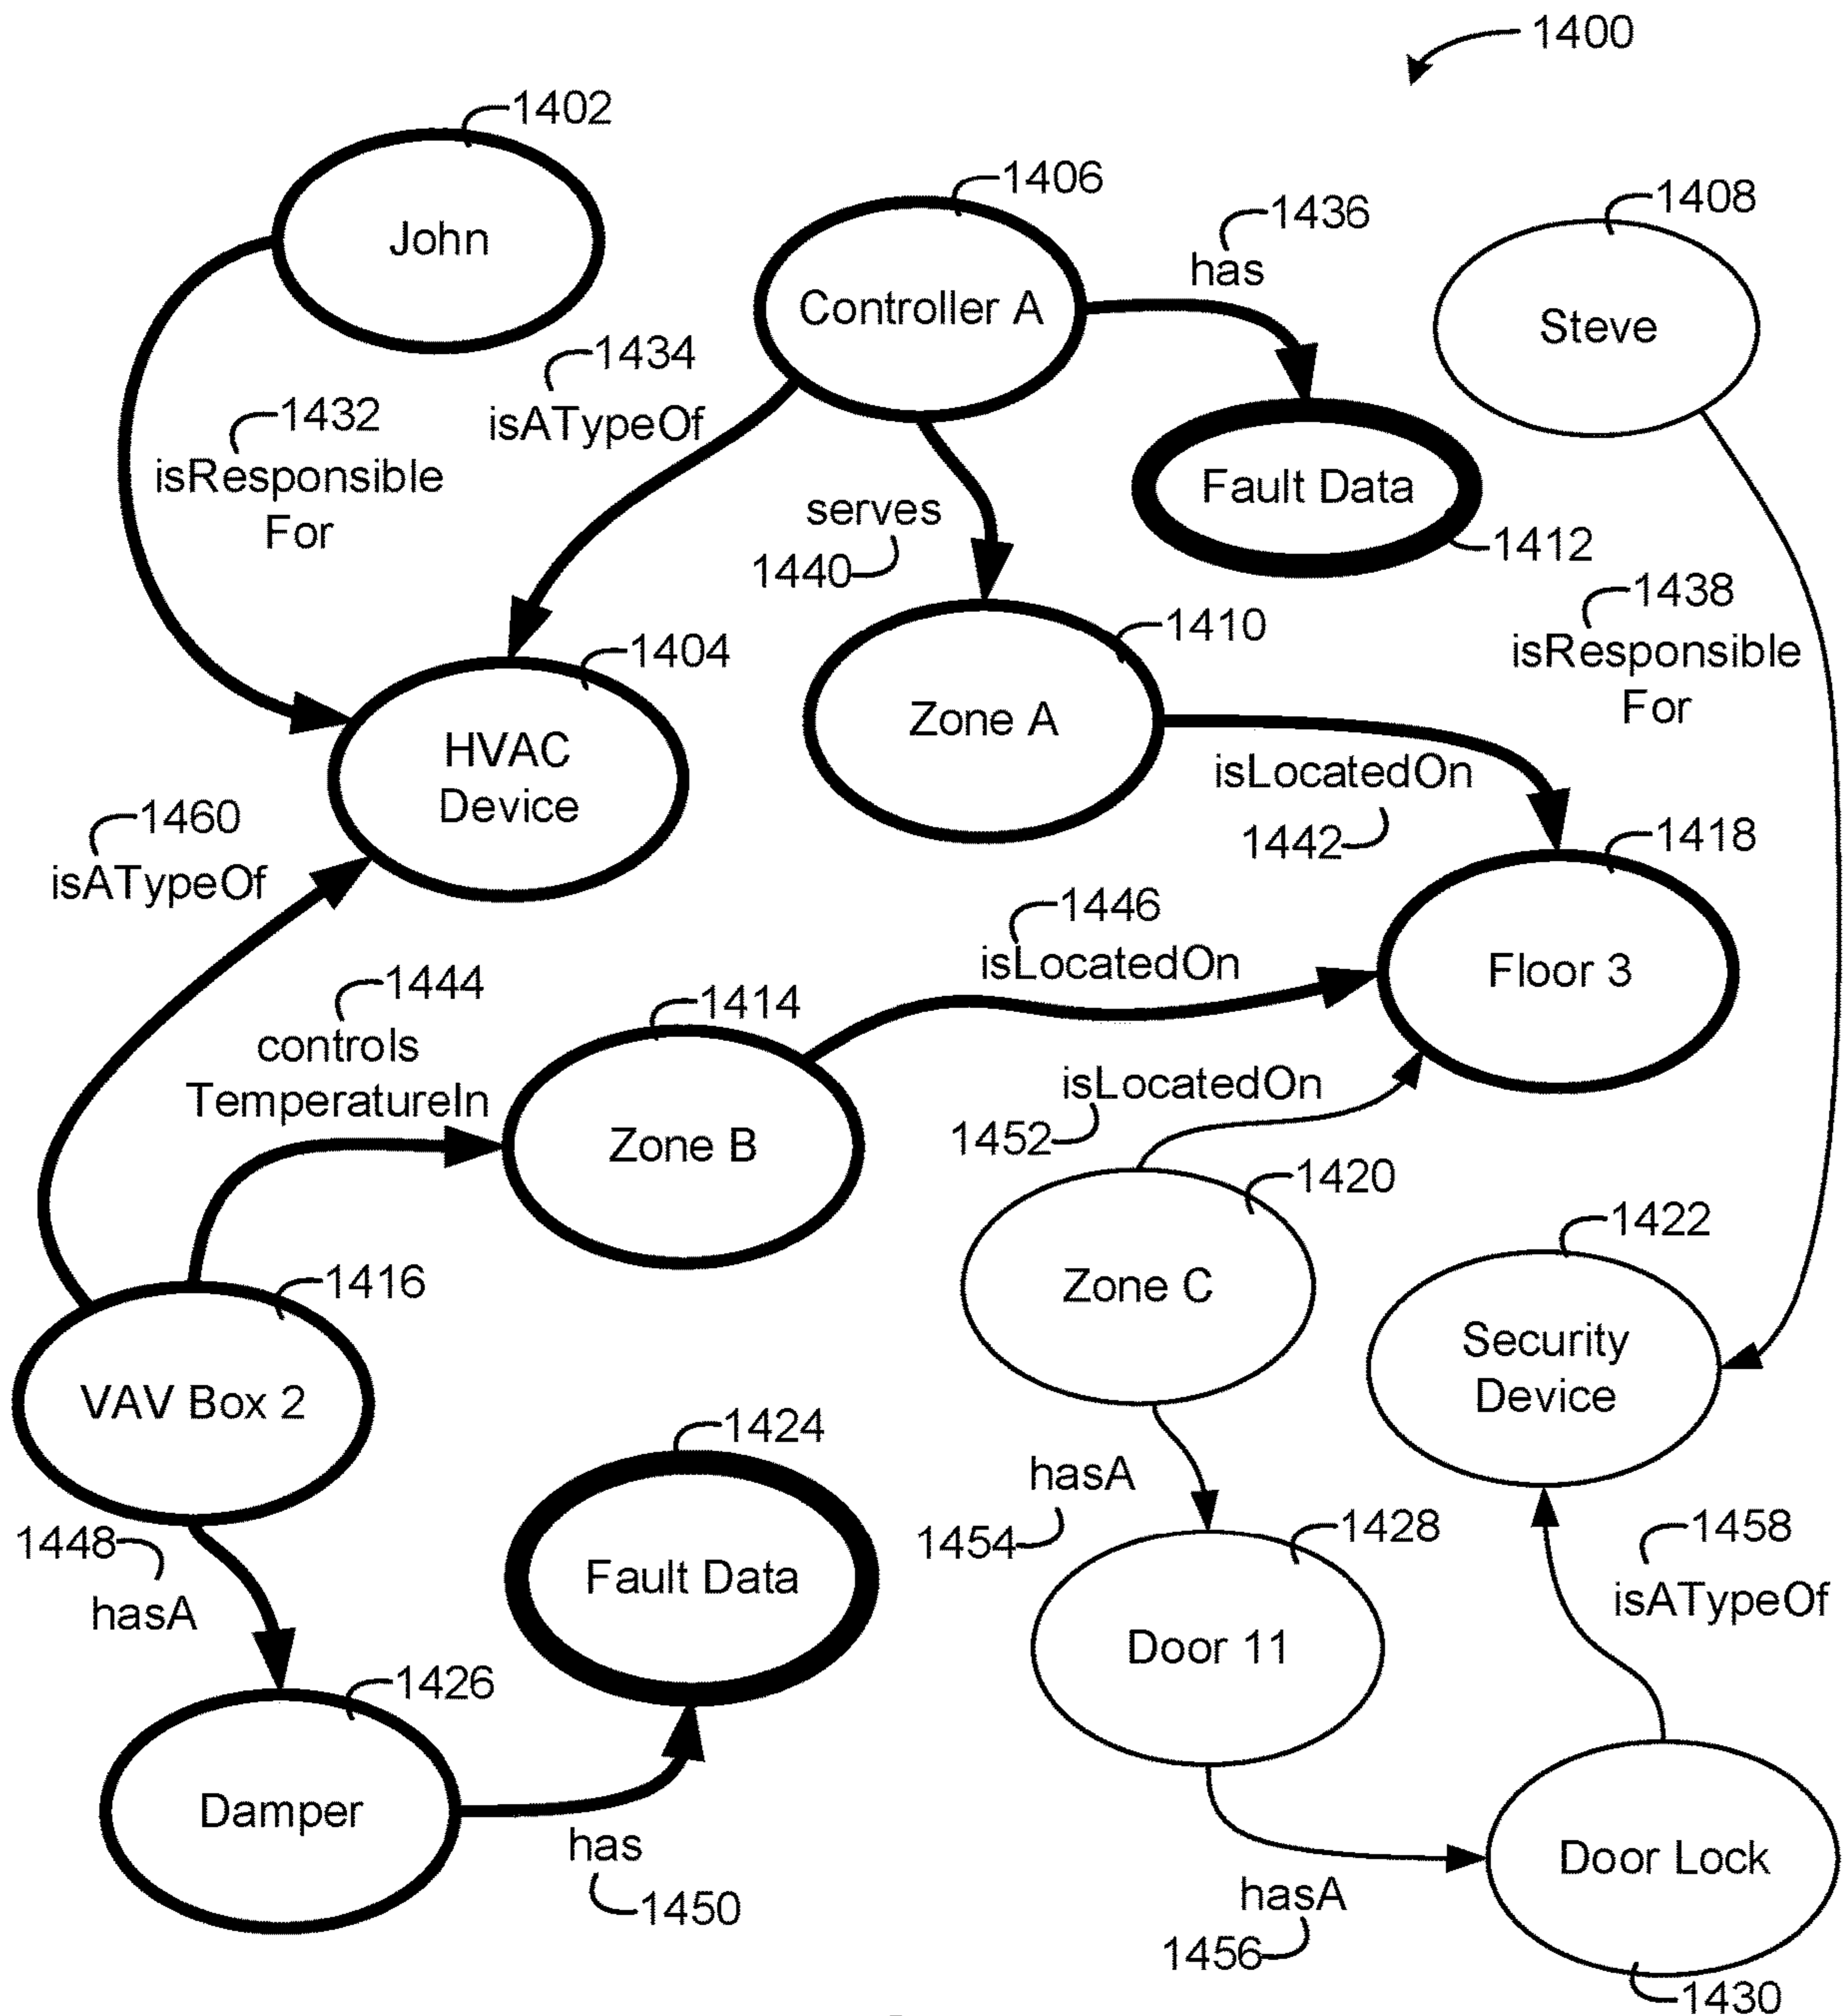 1400
1402
John
1406
Controller A
1436
has
1408
Steve
1434
isATypeOf
1432
isResponsible
For
Fault Data
1412
serves
1440
1438
isResponsible
For
1404
HVAC
Device
1410
Zone A
isLocatedOn
1442
1460
isATypeOf
1418
Floor 3
1446
isLocatedOn
1444
controls
TemperatureIn
1414
Zone B
isLocatedOn
1452
1420
Zone C
1422
Security
Device
1416
VAV Box 2
1424
Fault Data
hasA
1454
1448
hasA
1428
Door 11
1458
isATypeOf
1426
Damper
has
1450
Door Lock
hasA
1456
1430